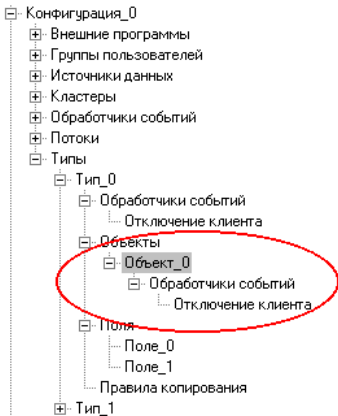 Конфигурация_0
Внешние программы
Группы пользователей
Источники данных
Кластеры
Обработчики событий
Потоки
Типы
Тип_0
Обработчики событий
Отключение клиента
Объекты
Объект_0
Обработчики событий
Отключение клиента
Поля
Поле_0
Поле_1
Правила копирования
Тип_1